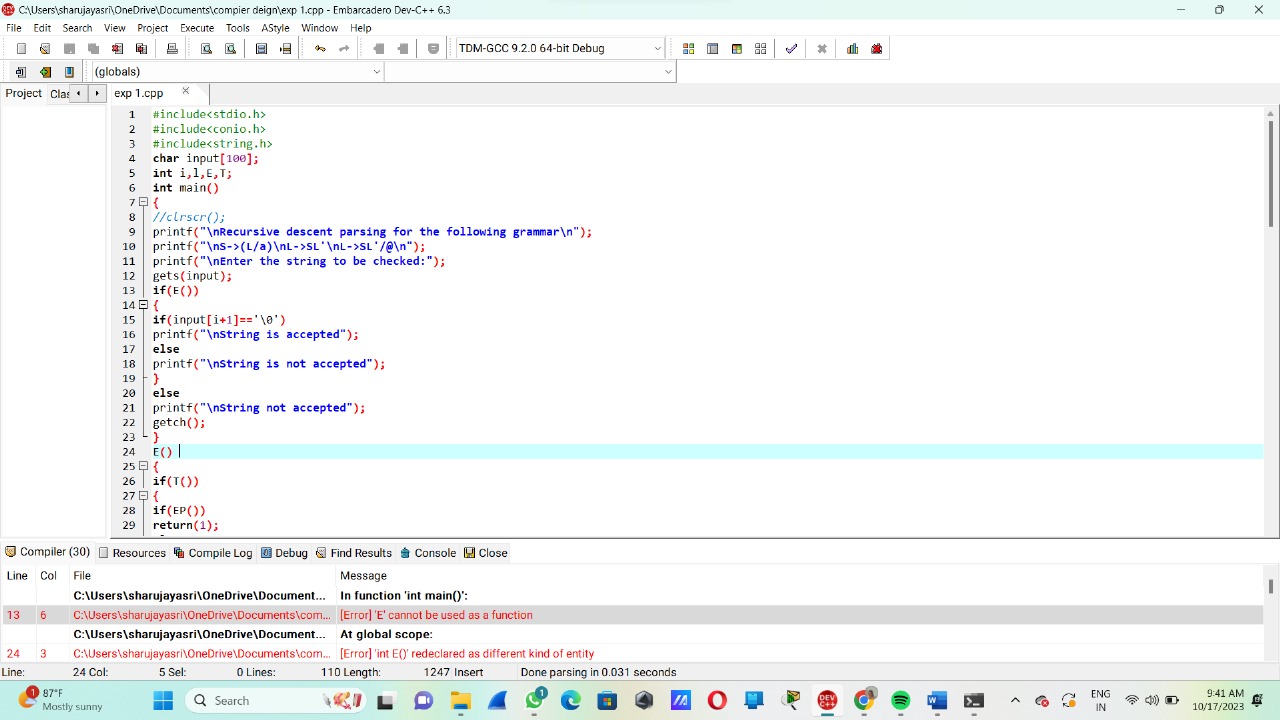 C:\Users\sharujayasri\OneDrive\Documents\compier deign\exp 1.cpp - Embarcadero Dev-C++ 6.3
File Edit Search View Project Execute Tools AStyle Window Help
TDM-GCC 9.2.0 64-bit Debug
(globals)
Project Clas exp 1.cpp
1 #include<stdio.h>
2 #include<conio.h>
3 #include<string.h>
4 char input[100];
5 int i,l,E,T;
6 int main()
7 {
8 //clrscr();
9 printf("\nRecursive descent parsing for the following grammar\n");
10 printf("\nS->(L/a)\nL->SL'\nL->SL'/@\n");
11 printf("\nEnter the string to be checked:");
12 gets(input);
13 if(E())
14 {
15 if(input[i+1]=='\0')
16 printf("\nString is accepted");
17 else
18 printf("\nString is not accepted");
19 }
20 else
21 printf("\nString not accepted");
22 getch();
23 }
24 E()
25 {
26 if(T())
27 {
28 if(EP())
29 return(1);
Compiler (30) Resources Compile Log Debug Find Results Console Close
Line Col File Message
C:\Users\sharujayasri\OneDrive\Document... In function 'int main()':
13 6 C:\Users\sharujayasri\OneDrive\Documents\com... [Error] 'E' cannot be used as a function
C:\Users\sharujayasri\OneDrive\Document... At global scope:
24 3 C:\Users\sharujayasri\OneDrive\Documents\com... [Error] 'int E()' redeclared as different kind of entity
Line: 24 Col: 5 Sel: 0 Lines: 110 Length: 1247 Insert Done parsing in 0.031 seconds
1 87°F
Mostly sunny
Search
1
DEV C++
ENG
IN
9:41 AM
10/17/2023